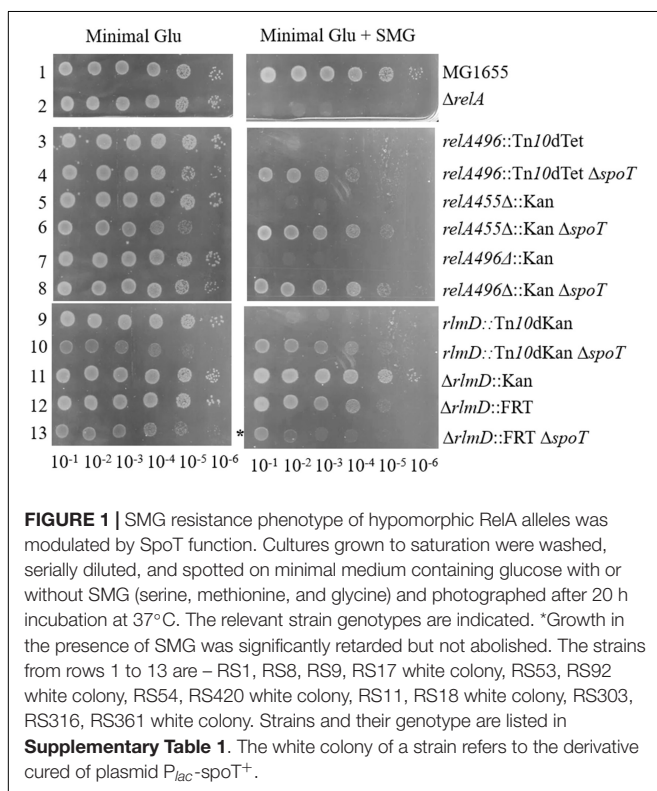 Minimal Glu Minimal Glu + SMG
1 MG1655
2 ΔrelA
3 relA496::Tn10dTet
4 relA496::Tn10dTet ΔspoT
5 relA455Δ::Kan
6 relA455Δ::Kan ΔspoT
7 relA496Δ::Kan
8 relA496Δ::Kan ΔspoT
9 rlmD::Tn10dKan
10 rlmD::Tn10dKan ΔspoT
11 ΔrlmD::Kan
12 ΔrlmD::FRT
13 * ΔrlmD::FRT ΔspoT
10⁻¹ 10⁻² 10⁻³ 10⁻⁴ 10⁻⁵ 10⁻⁶ 10⁻¹ 10⁻² 10⁻³ 10⁻⁴ 10⁻⁵ 10⁻⁶
FIGURE 1 | SMG resistance phenotype of hypomorphic RelA alleles was
modulated by SpoT function. Cultures grown to saturation were washed,
serially diluted, and spotted on minimal medium containing glucose with or
without SMG (serine, methionine, and glycine) and photographed after 20 h
incubation at 37°C. The relevant strain genotypes are indicated. *Growth in
the presence of SMG was significantly retarded but not abolished. The strains
from rows 1 to 13 are – RS1, RS8, RS9, RS17 white colony, RS53, RS92
white colony, RS54, RS420 white colony, RS11, RS18 white colony, RS303,
RS316, RS361 white colony. Strains and their genotype are listed in
Supplementary Table 1. The white colony of a strain refers to the derivative
cured of plasmid Plac-spoT⁺.